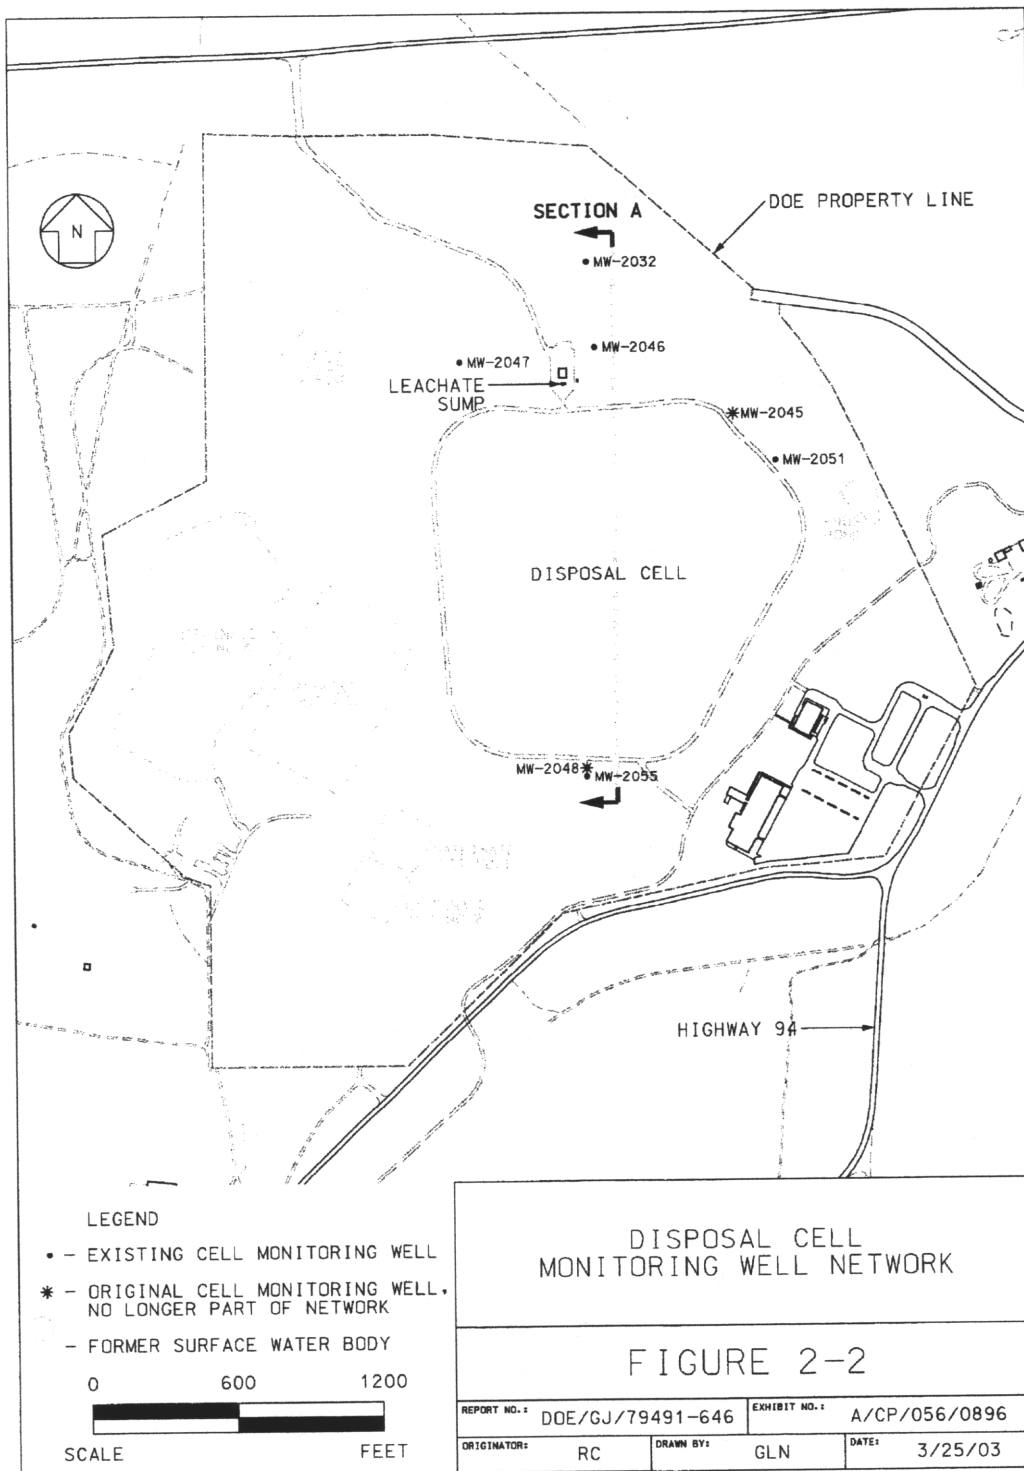 SECTION A
DOE PROPERTY LINE
N
MW-2032
MW-2046
MW-2047
LEACHATE
SUMP
MW-2045
MW-2051
DISPOSAL CELL
MW-2048
MW-2055
HIGHWAY 94
LEGEND
• - EXISTING CELL MONITORING WELL
* - ORIGINAL CELL MONITORING WELL,
NO LONGER PART OF NETWORK
- FORMER SURFACE WATER BODY
0 600 1200
SCALE FEET
DISPOSAL CELL
MONITORING WELL NETWORK
FIGURE 2-2
REPORT NO.: DOE/GJ/79491-646 EXHIBIT NO.: A/CP/056/0896
ORIGINATOR: RC DRAWN BY: GLN DATE: 3/25/03